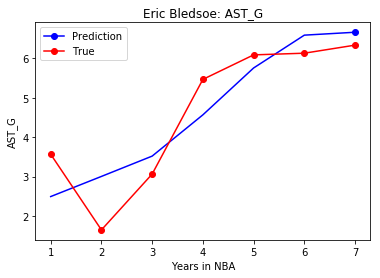 Eric Bledsoe: AST_G
Prediction
True
AST_G
6
5
4
3
2
1 2 3 4 5 6 7
Years in NBA